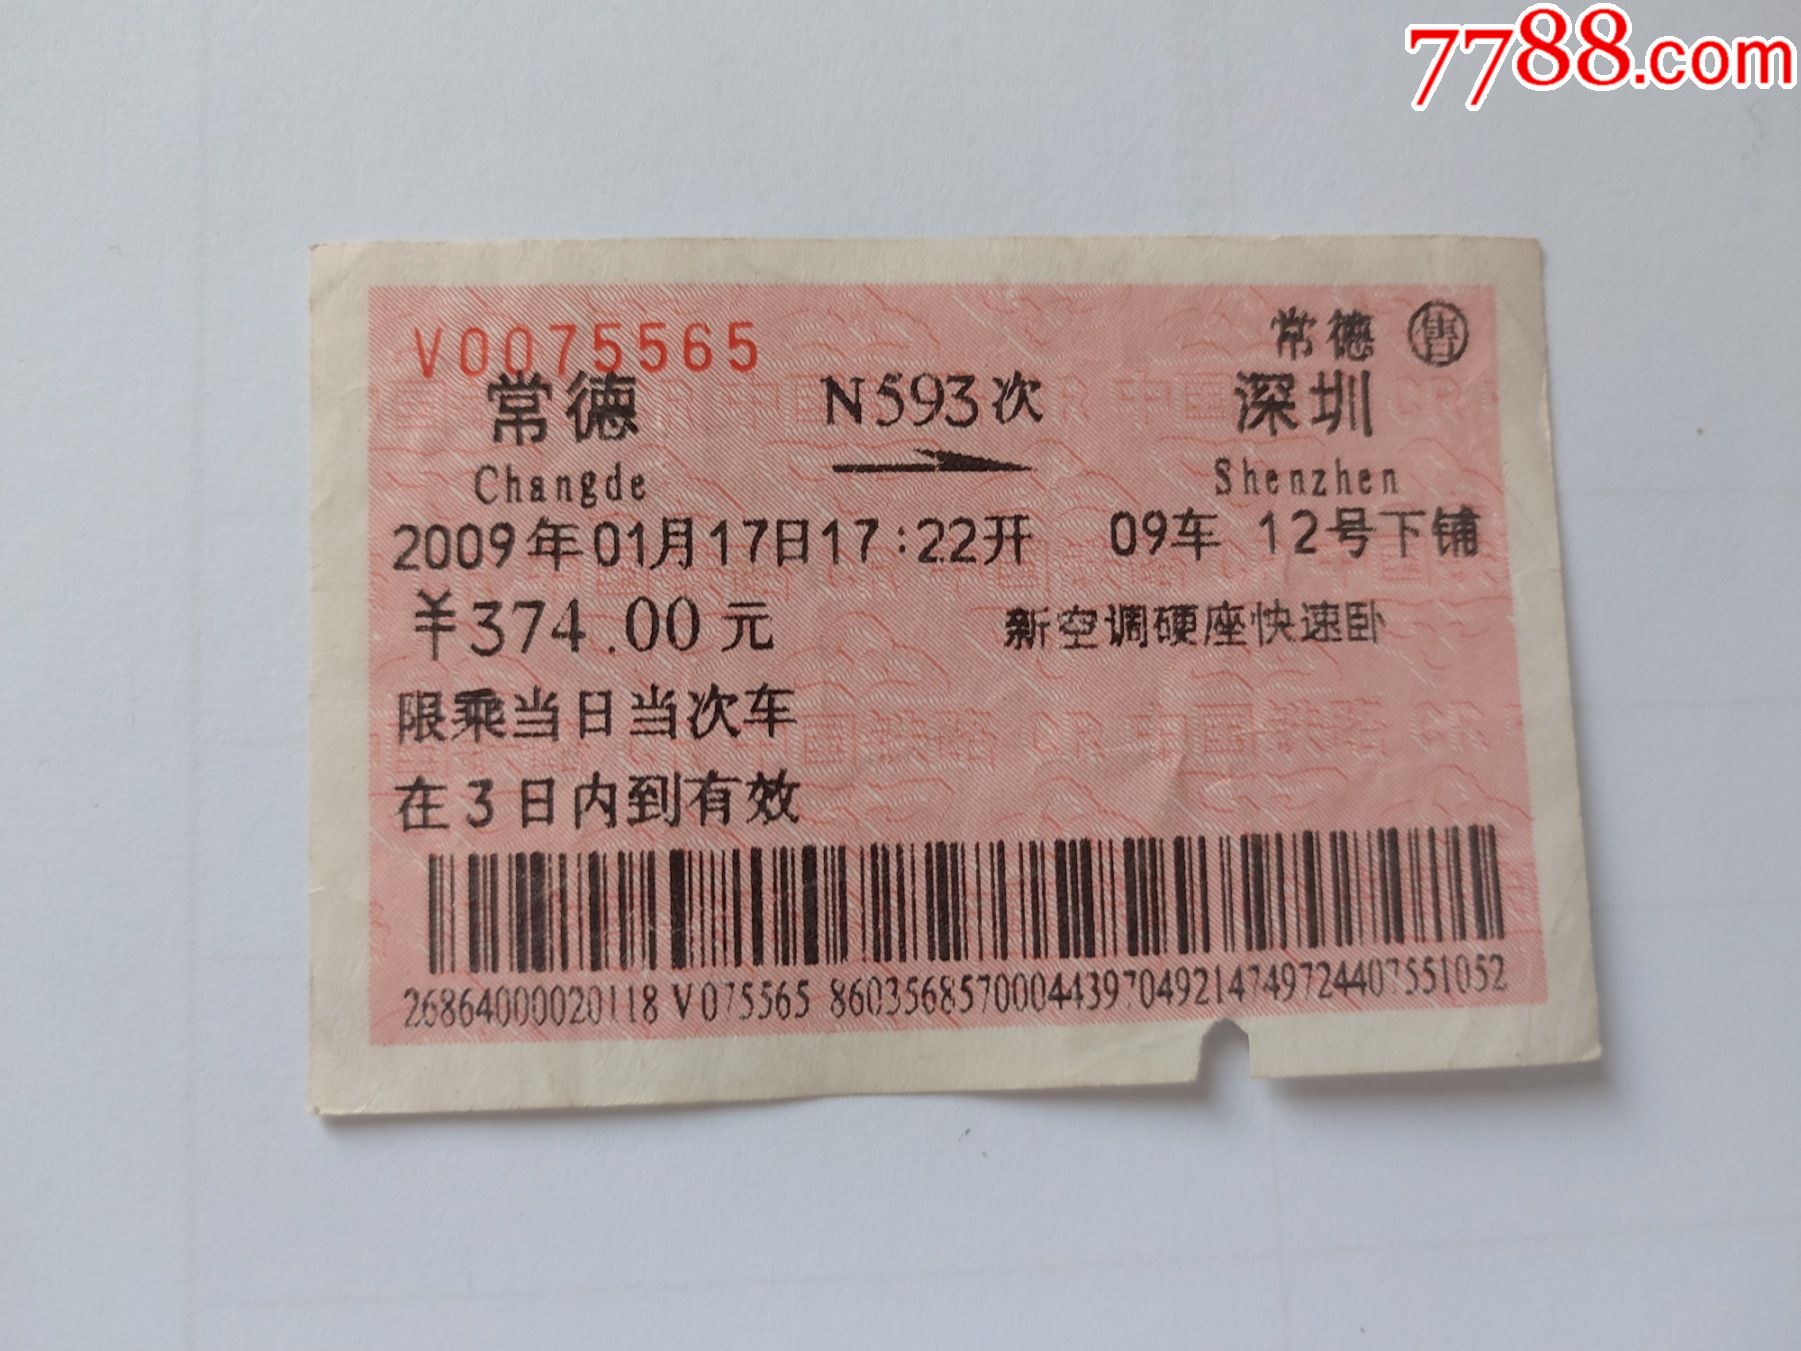 7788.com
V0075565
常德 售
常德 N593次 深圳
Changde Shenzhen
2009年01月17日17:22开 09车 12号下铺
¥374.00元 新空调硬座快速卧
限乘当日当次车
在3日内到有效
26864000020118 V075565 86035685700044397049214749724407551052